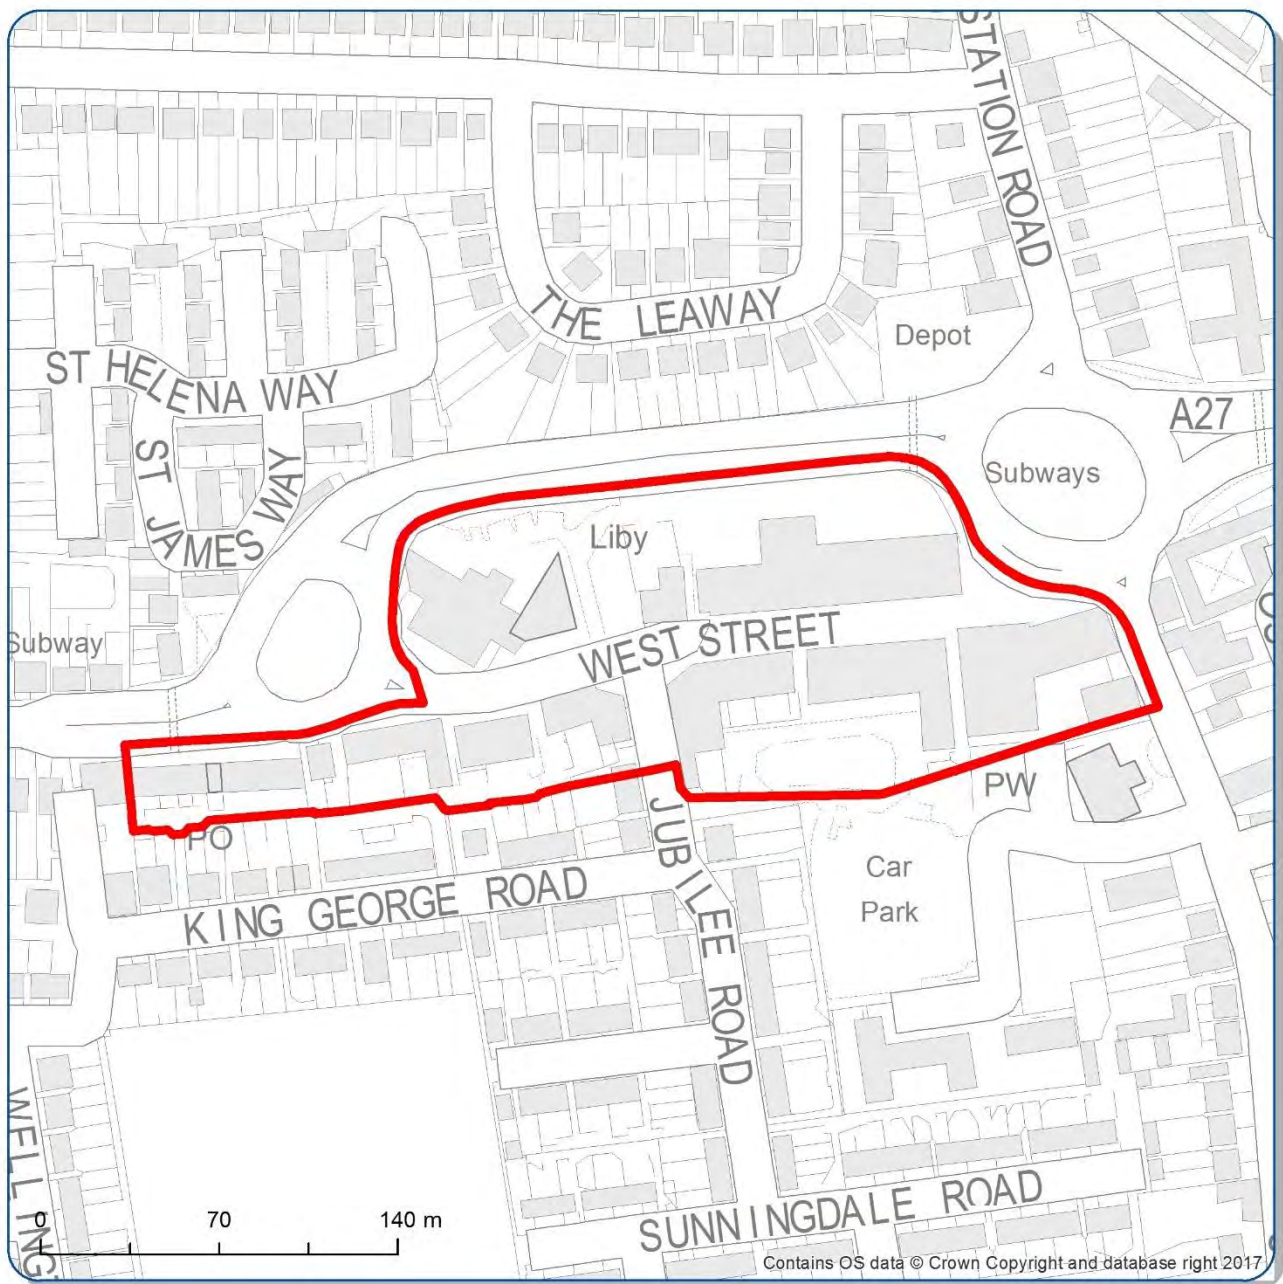 STATION ROAD
THE LEAWAY
Depot
ST HELENA WAY
A27
ST JAMES WAY
Subways
Liby
Subway
WEST STREET
PW
PO
JUBILEE ROAD
Car
Park
KING GEORGE ROAD
SUNNINGDALE ROAD
0 70 140 m
Contains OS data © Crown Copyright and database right 2017